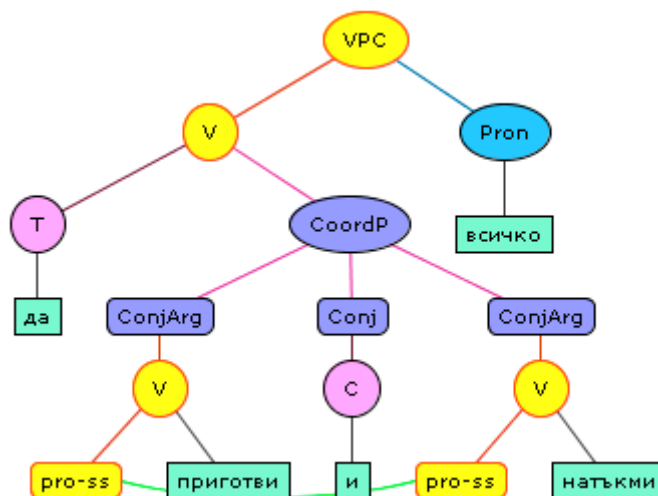 VPC
V Pron
T CoordP всичко
да ConjArg Conj ConjArg
V C V
pro-ss приготви и pro-ss натъкми